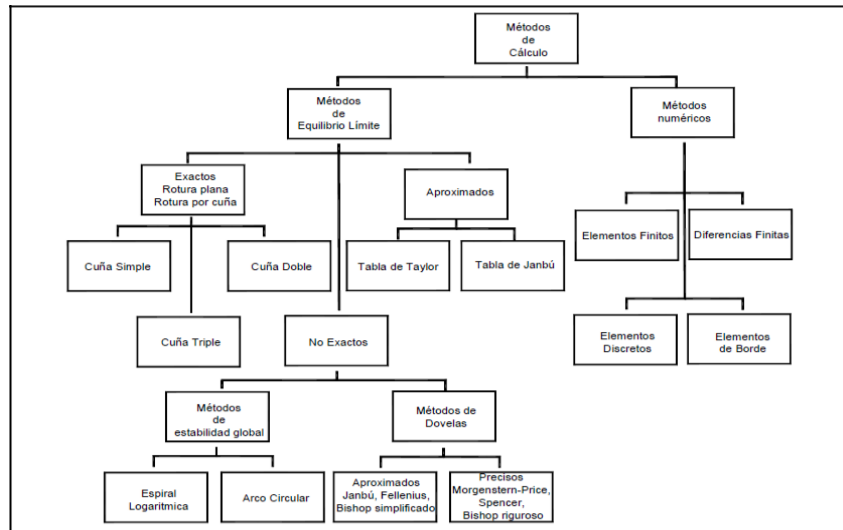 Métodos
de
Cálculo
Métodos
de
Equilibrio Límite
Métodos
numéricos
Exactos
Rotura plana
Rotura por cuña
Aproximados
Elementos Finitos
Diferencias Finitas
Cuña Simple
Cuña Doble
Tabla de Taylor
Tabla de Janbú
Cuña Triple
No Exactos
Elementos
Discretos
Elementos
de Borde
Métodos
de
estabilidad global
Métodos de
Dovelas
Espiral
Logaritmica
Arco Circular
Aproximados
Janbú, Fellenius,
Bishop simplificado
Precisos
Morgenstern-Price,
Spencer,
Bishop riguroso